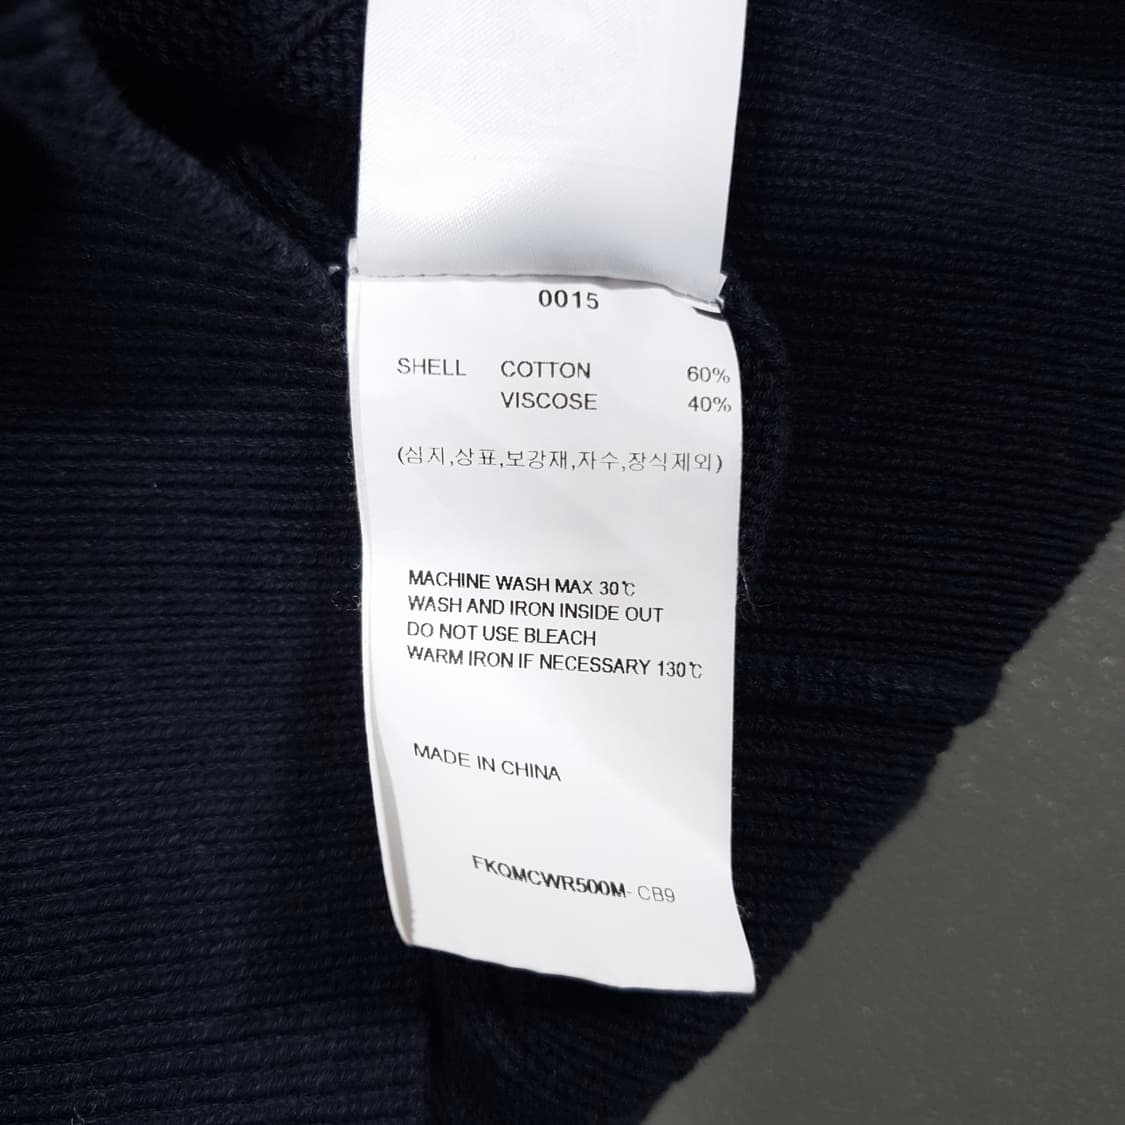 0015
SHELL COTTON 60%
VISCOSE 40%
(심지,상표,보강재,자수,장식제외)
MACHINE WASH MAX 30℃
WASH AND IRON INSIDE OUT
DO NOT USE BLEACH
WARM IRON IF NECESSARY 130℃
MADE IN CHINA
FKQMCWR500M- CB9